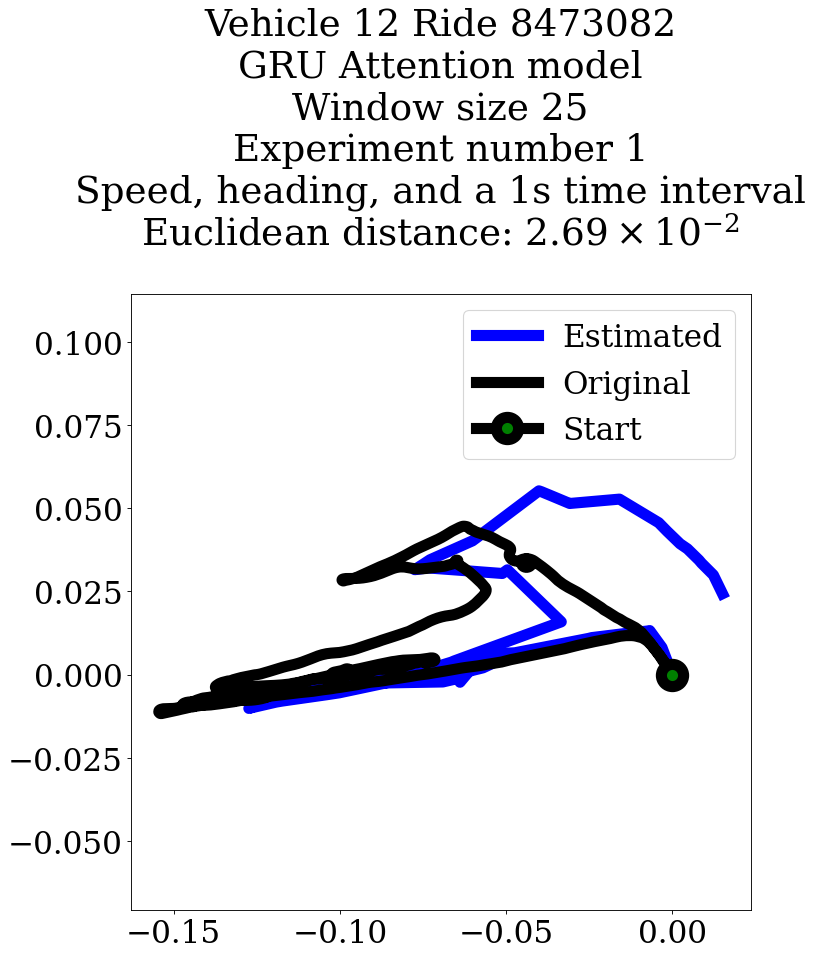 Vehicle 12 Ride 8473082
GRU Attention model
Window size 25
Experiment number 1
Speed, heading, and a 1s time interval
Euclidean distance: 2.69 × 10⁻²
Estimated
Original
Start
0.100
0.075
0.050
0.025
0.000
−0.025
−0.050
−0.15 −0.10 −0.05 0.00